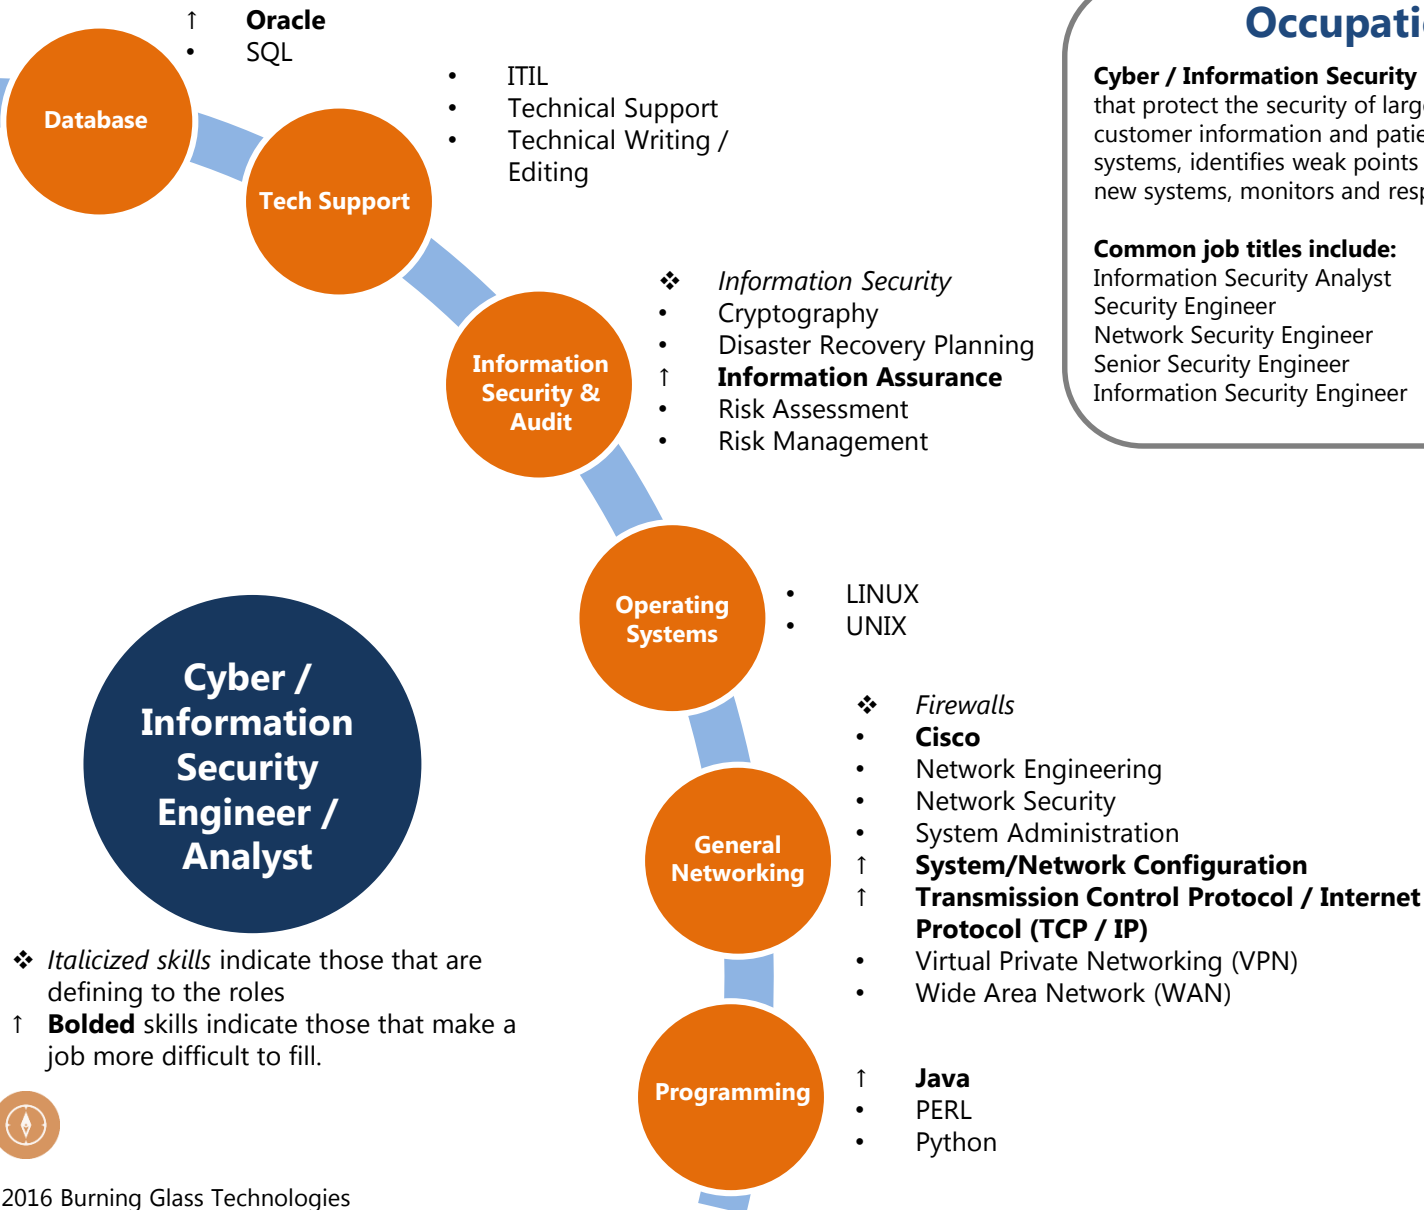 ↑ Oracle
• SQL
Database
• ITIL
• Technical Support
• Technical Writing /
Editing
Tech Support
❖ Information Security
• Cryptography
• Disaster Recovery Planning
↑ Information Assurance
• Risk Assessment
• Risk Management
Information
Security &
Audit
Cyber / Information Security
that protect the security of large
customer information and patie
systems, identifies weak points
new systems, monitors and resp
Common job titles include:
Information Security Analyst
Security Engineer
Network Security Engineer
Senior Security Engineer
Information Security Engineer
• LINUX
• UNIX
Operating
Systems
Cyber /
Information
Security
Engineer /
Analyst
❖ Firewalls
• Cisco
• Network Engineering
• Network Security
• System Administration
↑ System/Network Configuration
↑ Transmission Control Protocol / Internet
Protocol (TCP / IP)
• Virtual Private Networking (VPN)
• Wide Area Network (WAN)
General
Networking
❖ Italicized skills indicate those that are
defining to the roles
↑ Bolded skills indicate those that make a
job more difficult to fill.
Programming
↑ Java
• PERL
• Python
2016 Burning Glass Technologies